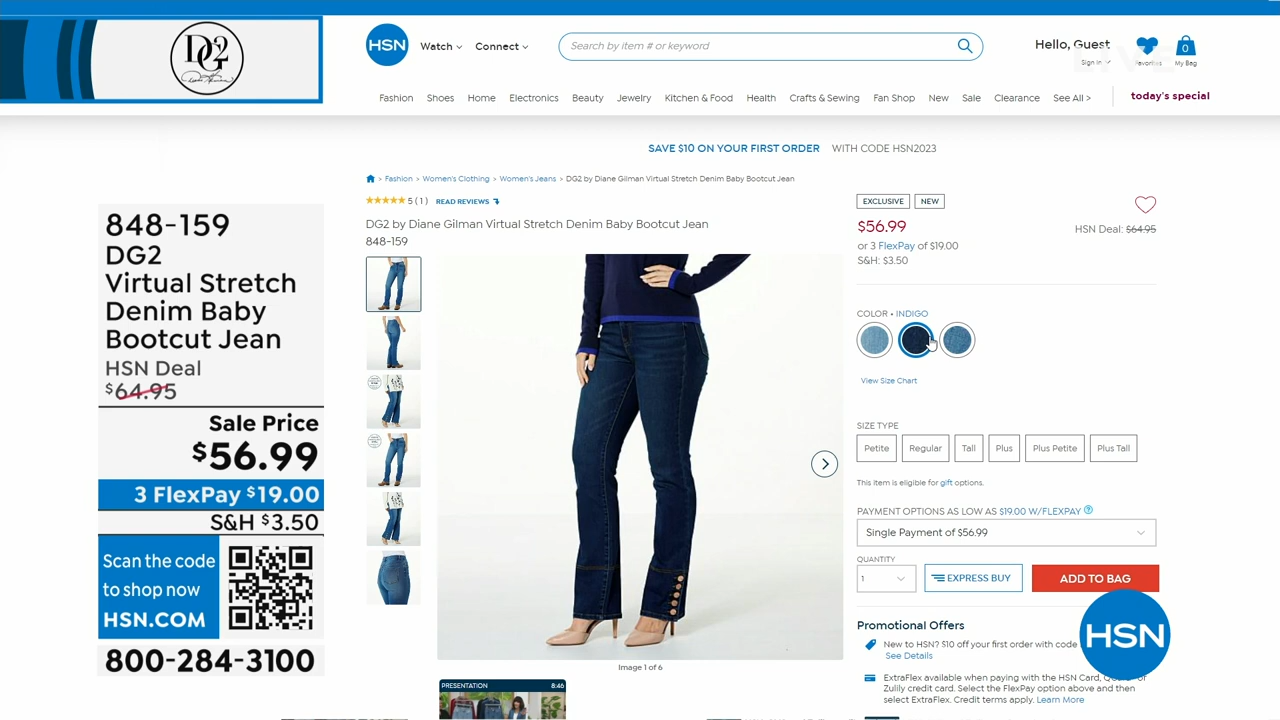 DG2
HSN
Watch
Connect
Search by item # or keyword
Hello, Guest
Sign In
Favorites
0
My Bag
Fashion Shoes Home Electronics Beauty Jewelry Kitchen & Food Health Crafts & Sewing Fan Shop New Sale Clearance See All >
today's special
SAVE $10 ON YOUR FIRST ORDER WITH CODE HSN2023
> Fashion > Women's Clothing > Women's Jeans > DG2 by Diane Gilman Virtual Stretch Denim Baby Bootcut Jean
5 ( 1 ) READ REVIEWS
DG2 by Diane Gilman Virtual Stretch Denim Baby Bootcut Jean
848-159
Image 1 of 6
PRESENTATION 8:46
EXCLUSIVE NEW
$56.99
HSN Deal: $64.95
or 3 FlexPay of $19.00
S&H: $3.50
COLOR • INDIGO
View Size Chart
SIZE TYPE
Petite Regular Tall Plus Plus Petite Plus Tall
This item is eligible for gift options.
PAYMENT OPTIONS AS LOW AS $19.00 W/FLEXPAY
Single Payment of $56.99
QUANTITY
1
EXPRESS BUY
ADD TO BAG
Promotional Offers
New to HSN? $10 off your first order with code
See Details
ExtraFlex available when paying with the HSN Card, or
Zulily credit card. Select the FlexPay option above and then
select ExtraFlex. Credit terms apply. Learn More
HSN
848-159
DG2
Virtual Stretch
Denim Baby
Bootcut Jean
HSN Deal
$64.95
Sale Price
$56.99
3 FlexPay $19.00
S&H $3.50
Scan the code
to shop now
HSN.COM
800-284-3100